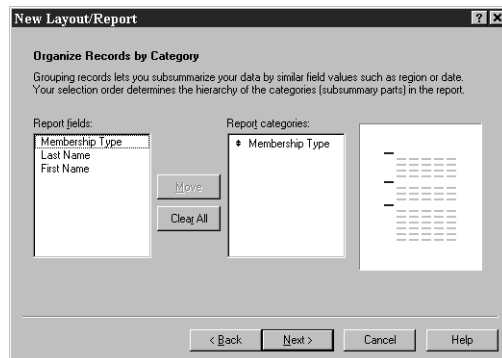 New Layout/Report
Organize Records by Category
Grouping records lets you subsummarize your data by similar field values such as region or date.
Your selection order determines the hierarchy of the categories (subsummary parts) in the report.
Report fields:
Membership Type
Last Name
First Name
Move
Clear All
Report categories:
Membership Type
< Back
Next >
Cancel
Help